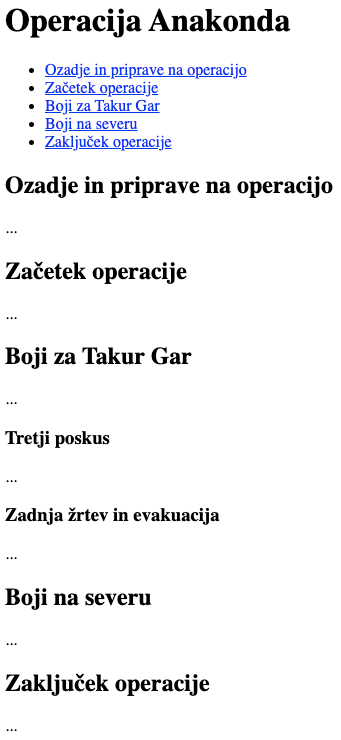 Operacija Anakonda
Ozadje in priprave na operacijo
Začetek operacije
Boji za Takur Gar
Boji na severu
Zaključek operacije
Ozadje in priprave na operacijo
...
Začetek operacije
...
Boji za Takur Gar
...
Tretji poskus
...
Zadnja žrtev in evakuacija
...
Boji na severu
...
Zaključek operacije
...